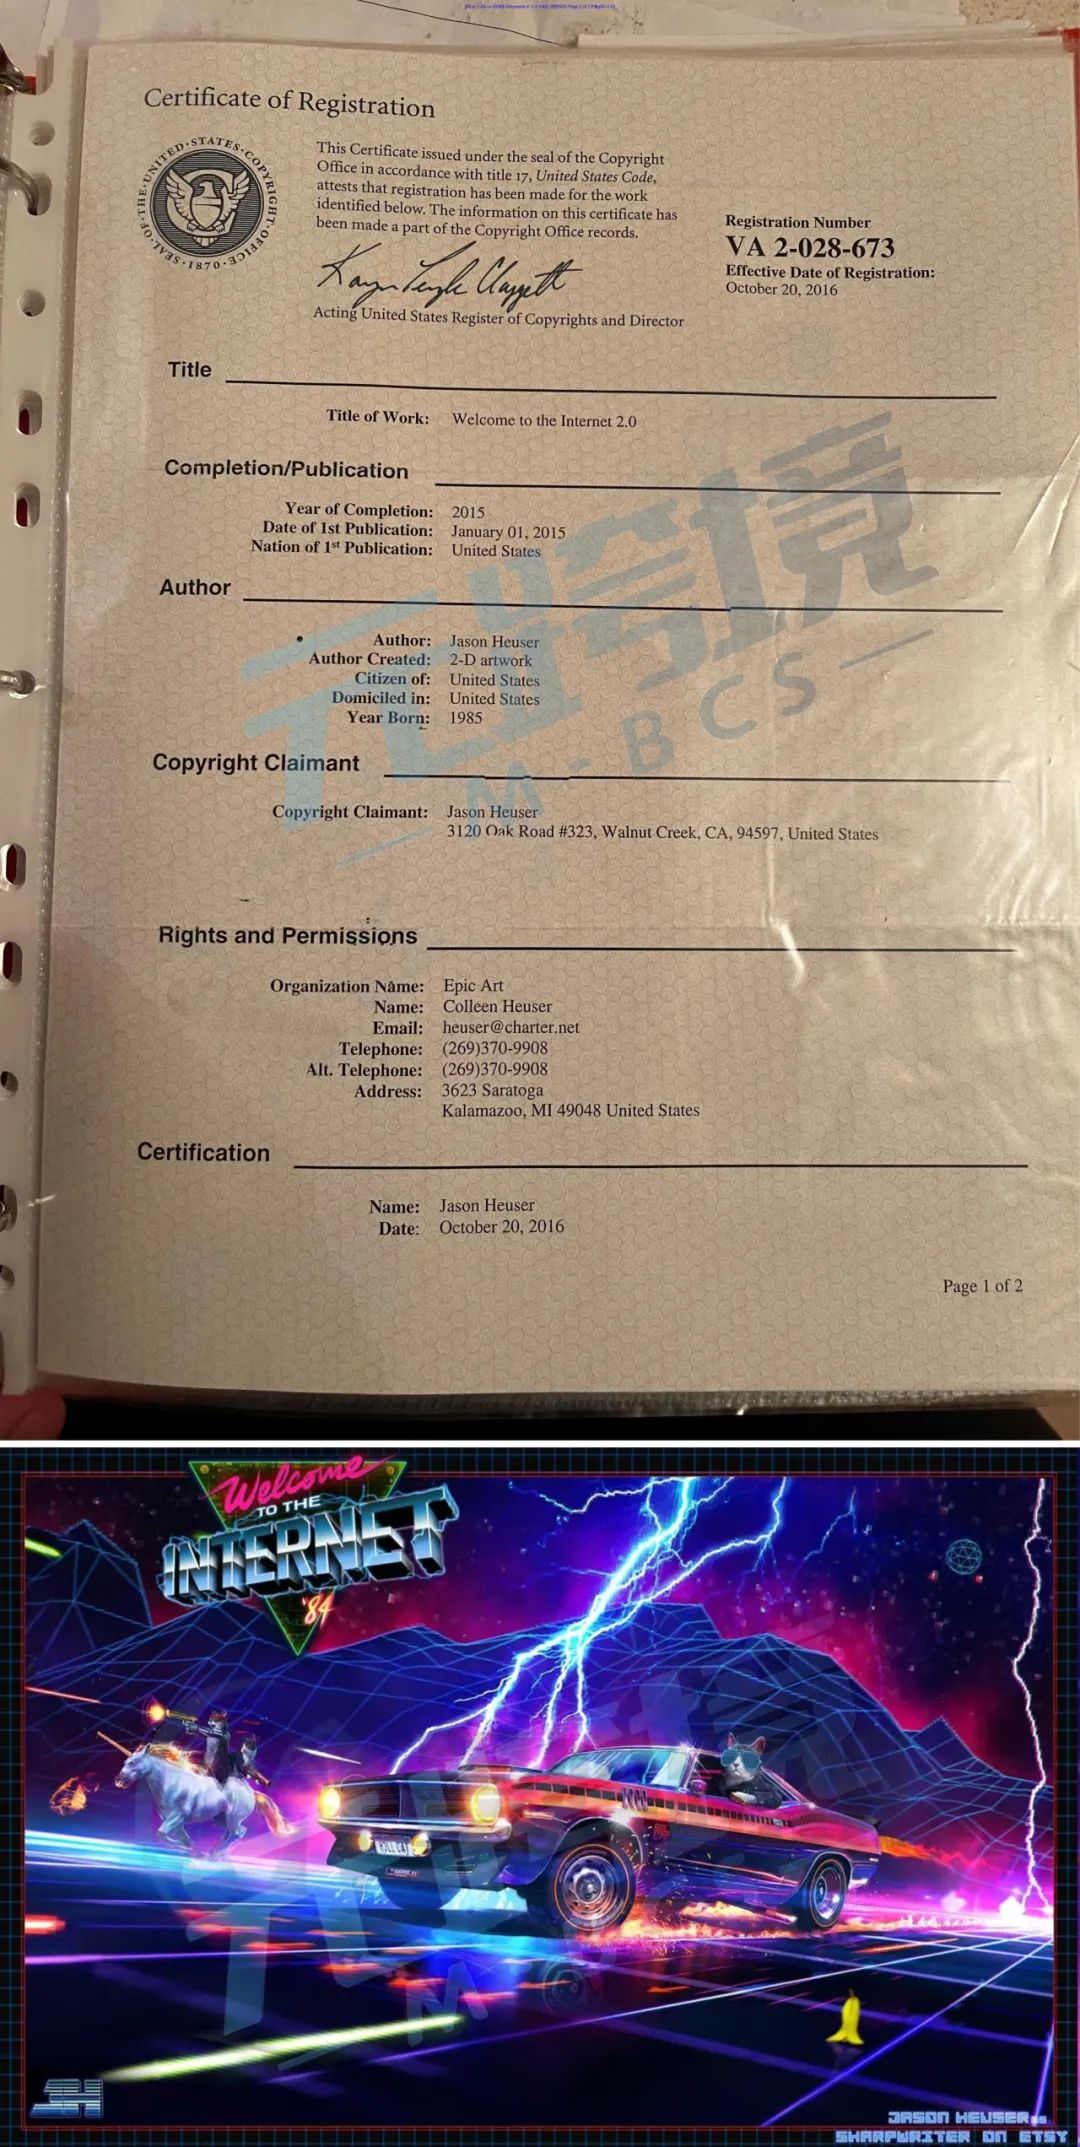 Certificate of Registration
SEAL·OF·THE·UNITED·STATES·COPYRIGHT·OFFICE·1870·
This Certificate issued under the seal of the Copyright
Office in accordance with title 17, United States Code,
attests that registration has been made for the work
identified below. The information on this certificate has
been made a part of the Copyright Office records.
Acting United States Register of Copyrights and Director
Registration Number
VA 2-028-673
Effective Date of Registration:
October 20, 2016
Title
Title of Work: Welcome to the Internet 2.0
Completion/Publication
Year of Completion: 2015
Date of 1st Publication: January 01, 2015
Nation of 1st Publication: United States
Author
Author: Jason Heuser
Author Created: 2-D artwork
Citizen of: United States
Domiciled in: United States
Year Born: 1985
Copyright Claimant
Copyright Claimant: Jason Heuser
3120 Oak Road #323, Walnut Creek, CA, 94597, United States
Rights and Permissions
Organization Name: Epic Art
Name: Colleen Heuser
Email: heuser@charter.net
Telephone: (269)370-9908
Alt. Telephone: (269)370-9908
Address: 3623 Saratoga
Kalamazoo, MI 49048 United States
Certification
Name: Jason Heuser
Date: October 20, 2016
Page 1 of 2
M-BCS
Welcome
TO THE
INTERNET
'84
JH
JASON HEUSER
SHARPWRITER ON ETSY